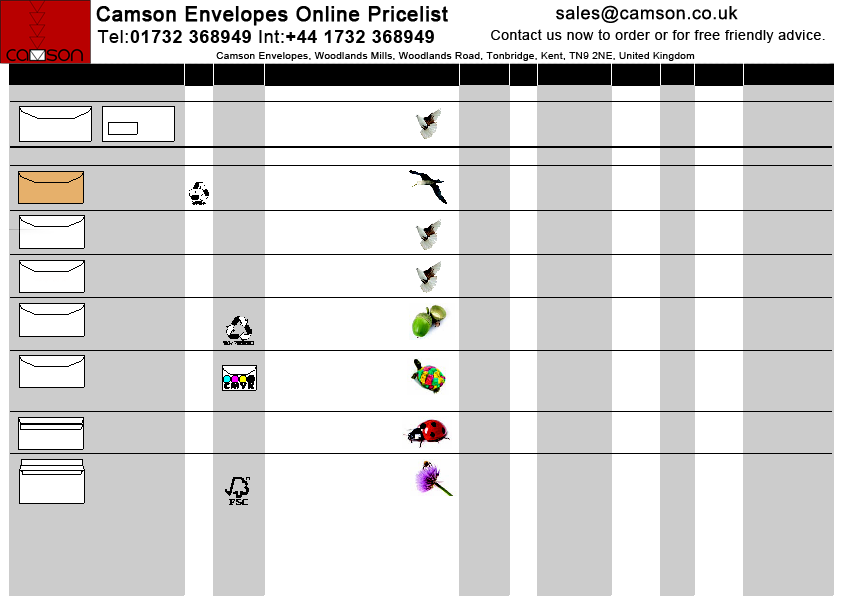 Camson Envelopes Online Pricelist
sales@camson.co.uk
Tel:01732 368949 Int:+44 1732 368949
Contact us now to order or for free friendly advice.
Camson Envelopes, Woodlands Mills, Woodlands Road, Tonbridge, Kent, TN9 2NE, United Kingdom
camson
CMYK
FSC